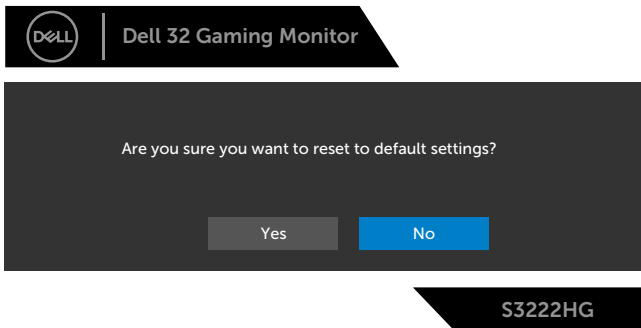 DELL
Dell 32 Gaming Monitor
Are you sure you want to reset to default settings?
Yes No
S3222HG